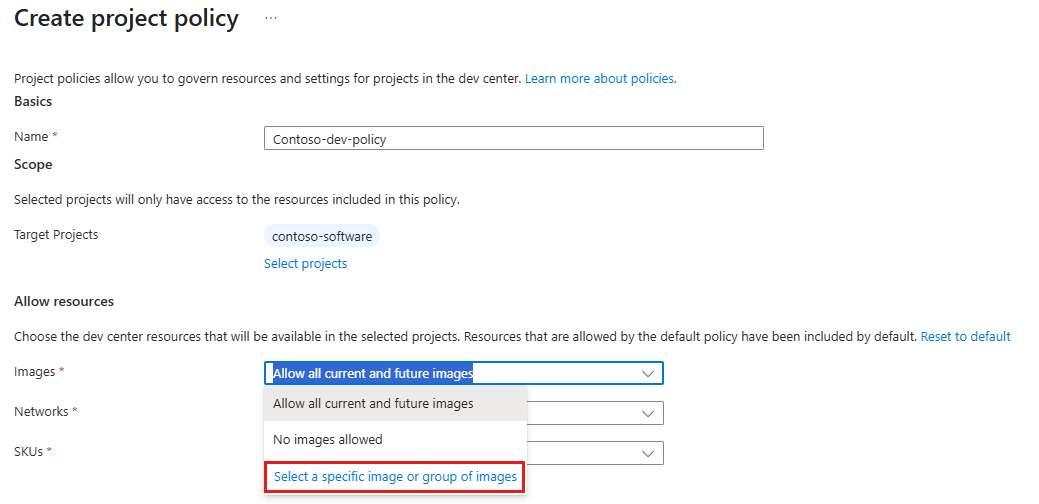 Create project policy ...
Project policies allow you to govern resources and settings for projects in the dev center. Learn more about policies.
Basics
Name *
Contoso-dev-policy
Scope
Selected projects will only have access to the resources included in this policy.
Target Projects
contoso-software
Select projects
Allow resources
Choose the dev center resources that will be available in the selected projects. Resources that are allowed by the default policy have been included by default. Reset to default
Images *
Allow all current and future images
Allow all current and future images
Networks *
No images allowed
SKUs *
Select a specific image or group of images